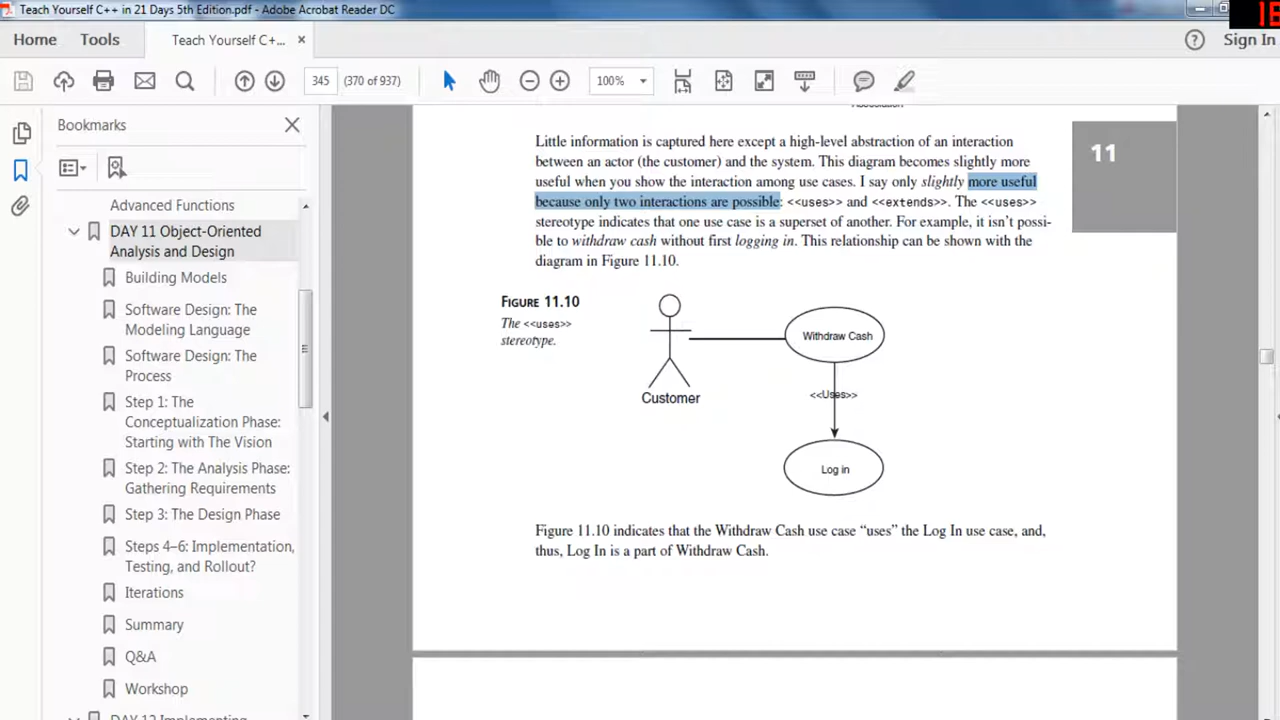 Teach Yourself C++ in 21 Days 5th Edition.pdf - Adobe Acrobat Reader DC
Home Tools Teach Yourself C+... × Sign In
345 (370 of 937) 100%
Bookmarks
Advanced Functions
DAY 11 Object-Oriented
Analysis and Design
Building Models
Software Design: The
Modeling Language
Software Design: The
Process
Step 1: The
Conceptualization Phase:
Starting with The Vision
Step 2: The Analysis Phase:
Gathering Requirements
Step 3: The Design Phase
Steps 4–6: Implementation,
Testing, and Rollout?
Iterations
Summary
Q&A
Workshop
DAY 12 Implementing
Association
Little information is captured here except a high-level abstraction of an interaction
between an actor (the customer) and the system. This diagram becomes slightly more
useful when you show the interaction among use cases. I say only slightly more useful
because only two interactions are possible: <<uses>> and <<extends>>. The <<uses>>
stereotype indicates that one use case is a superset of another. For example, it isn't possi-
ble to withdraw cash without first logging in. This relationship can be shown with the
diagram in Figure 11.10.
11
FIGURE 11.10
The <<uses>>
stereotype.
Customer
Withdraw Cash
<<Uses>>
Log in
Figure 11.10 indicates that the Withdraw Cash use case “uses” the Log In use case, and,
thus, Log In is a part of Withdraw Cash.